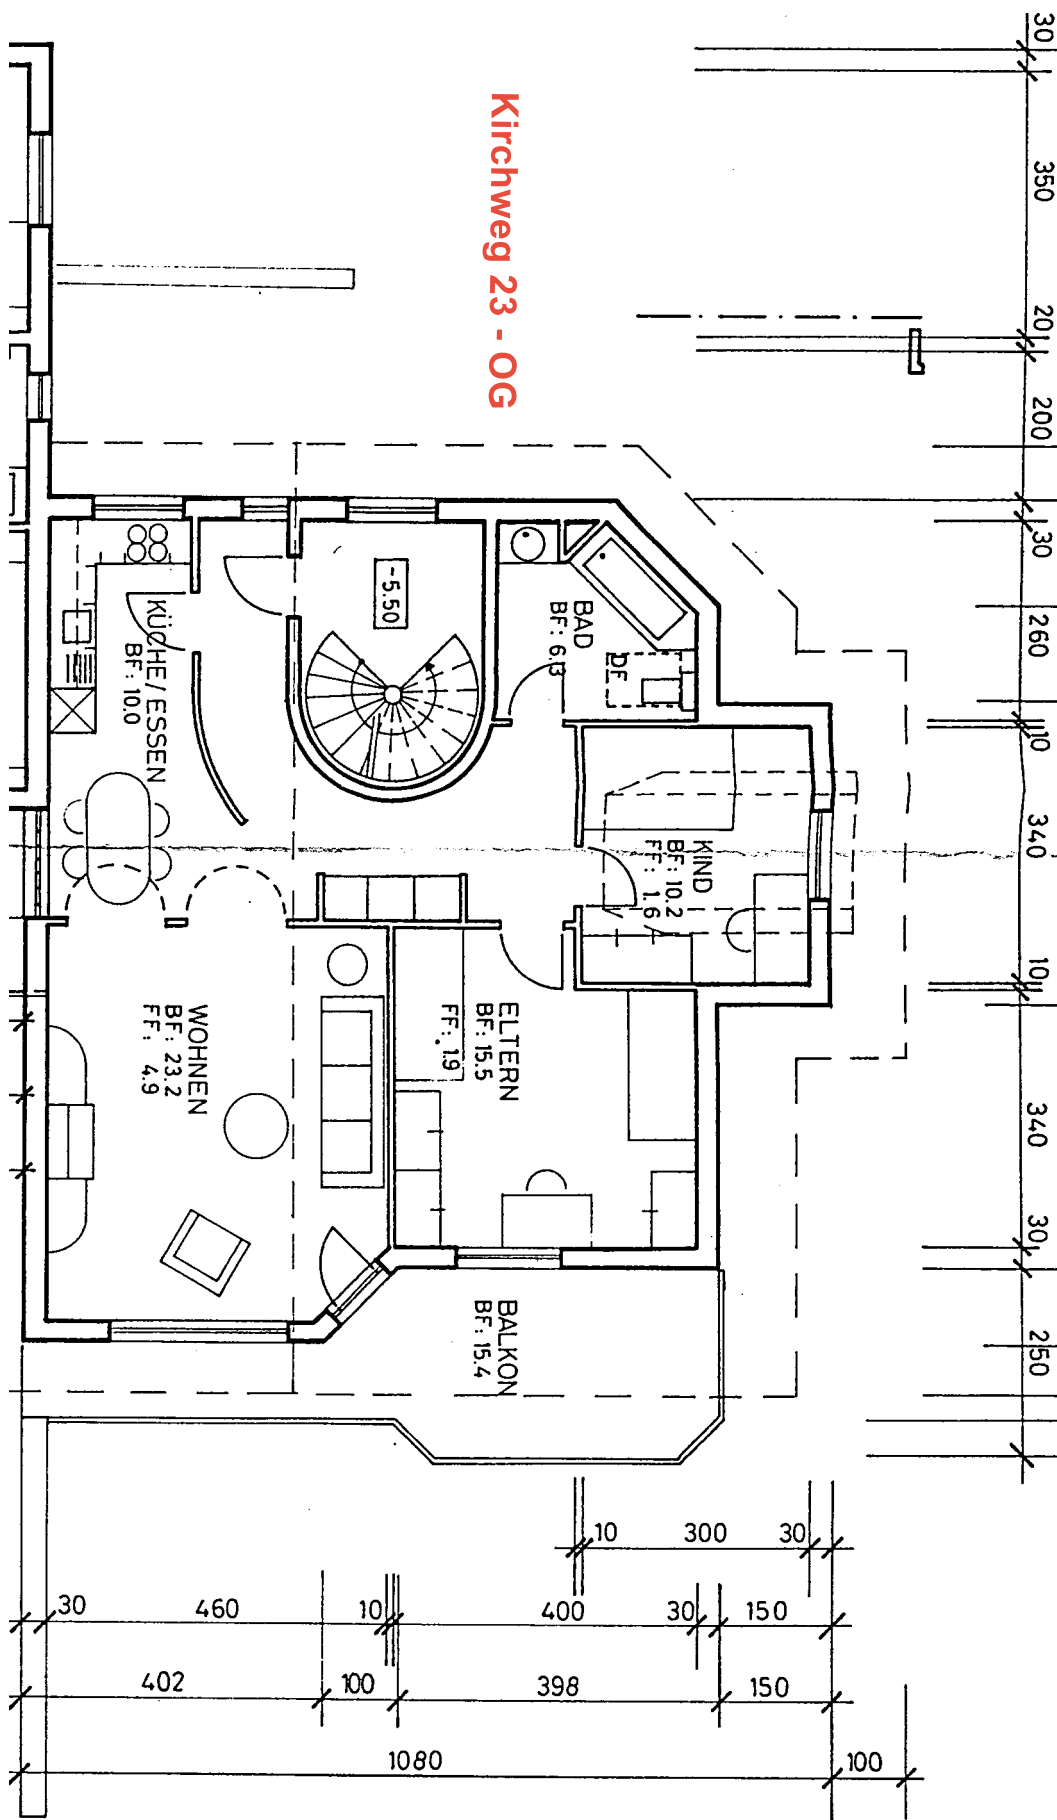 Kirchweg 23 - OG
-5.50
BAD
BF: 6.13
DF
KÜCHE / ESSEN
BF: 10.0
KIND
BF: 10.2
FF: 1.6
WOHNEN
BF: 23.2
FF: 4.9
ELTERN
BF: 15.5
FF: 1.9
BALKON
BF: 15.4
30
350
20
200
30
260
10
340
10
340
30
250
10
300
30
30
460
10
400
30
150
402
100
398
150
1080
100